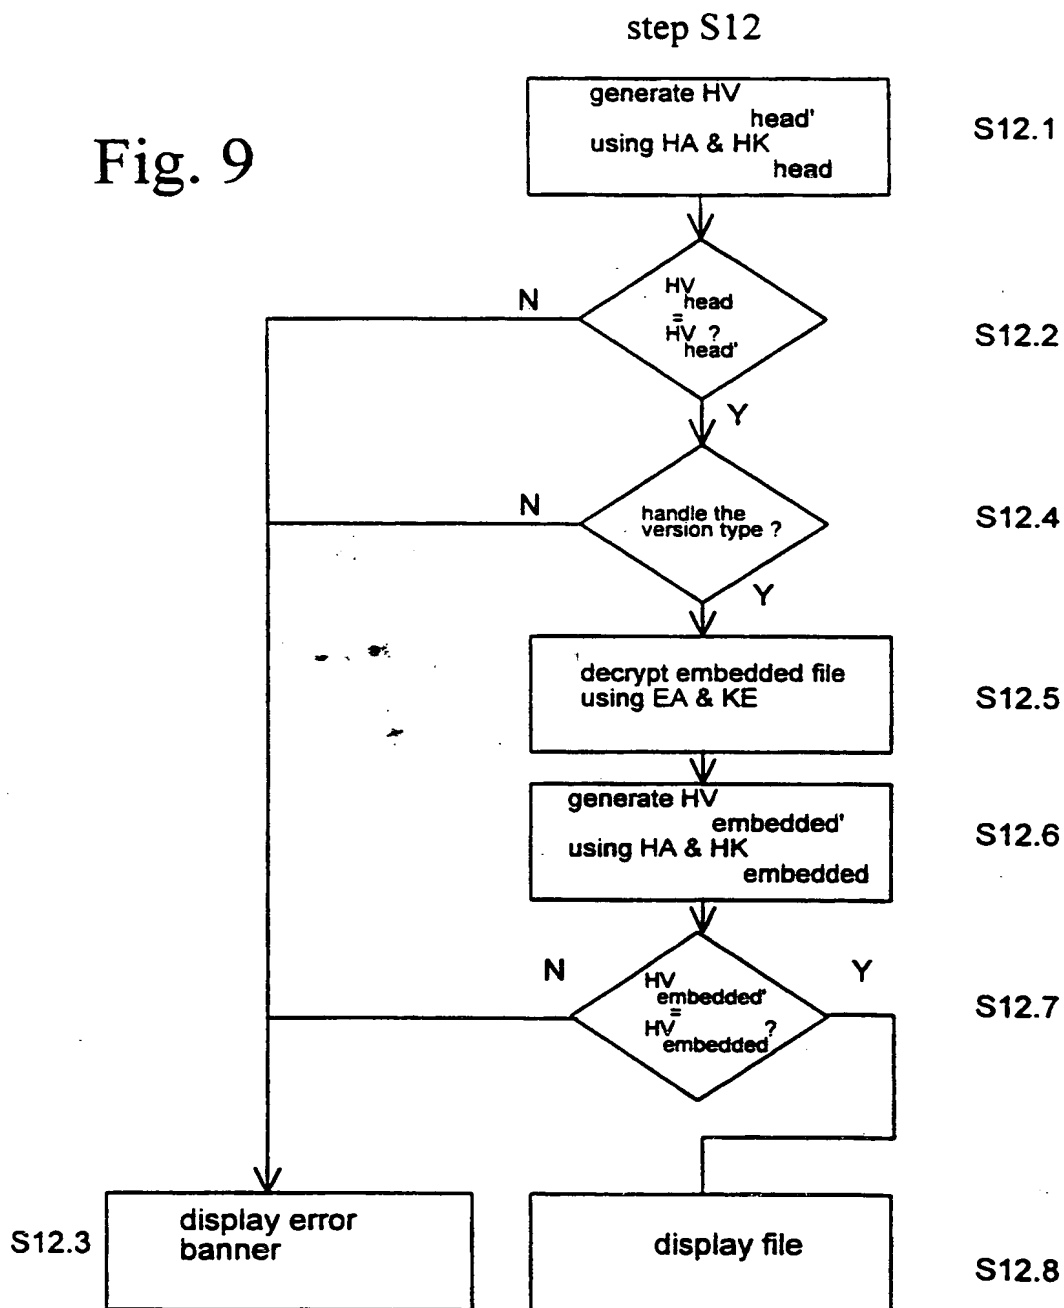 step S12
Fig. 9
generate HV
head'
using HA & HK
head
S12.1
HV
head
=
HV ?
head'
N
S12.2
Y
handle the
version type ?
N
S12.4
Y
decrypt embedded file
using EA & KE
S12.5
generate HV
embedded'
using HA & HK
embedded
S12.6
N
Y
HV
embedded'
=
HV ?
embedded
S12.7
S12.3
display error
banner
display file
S12.8